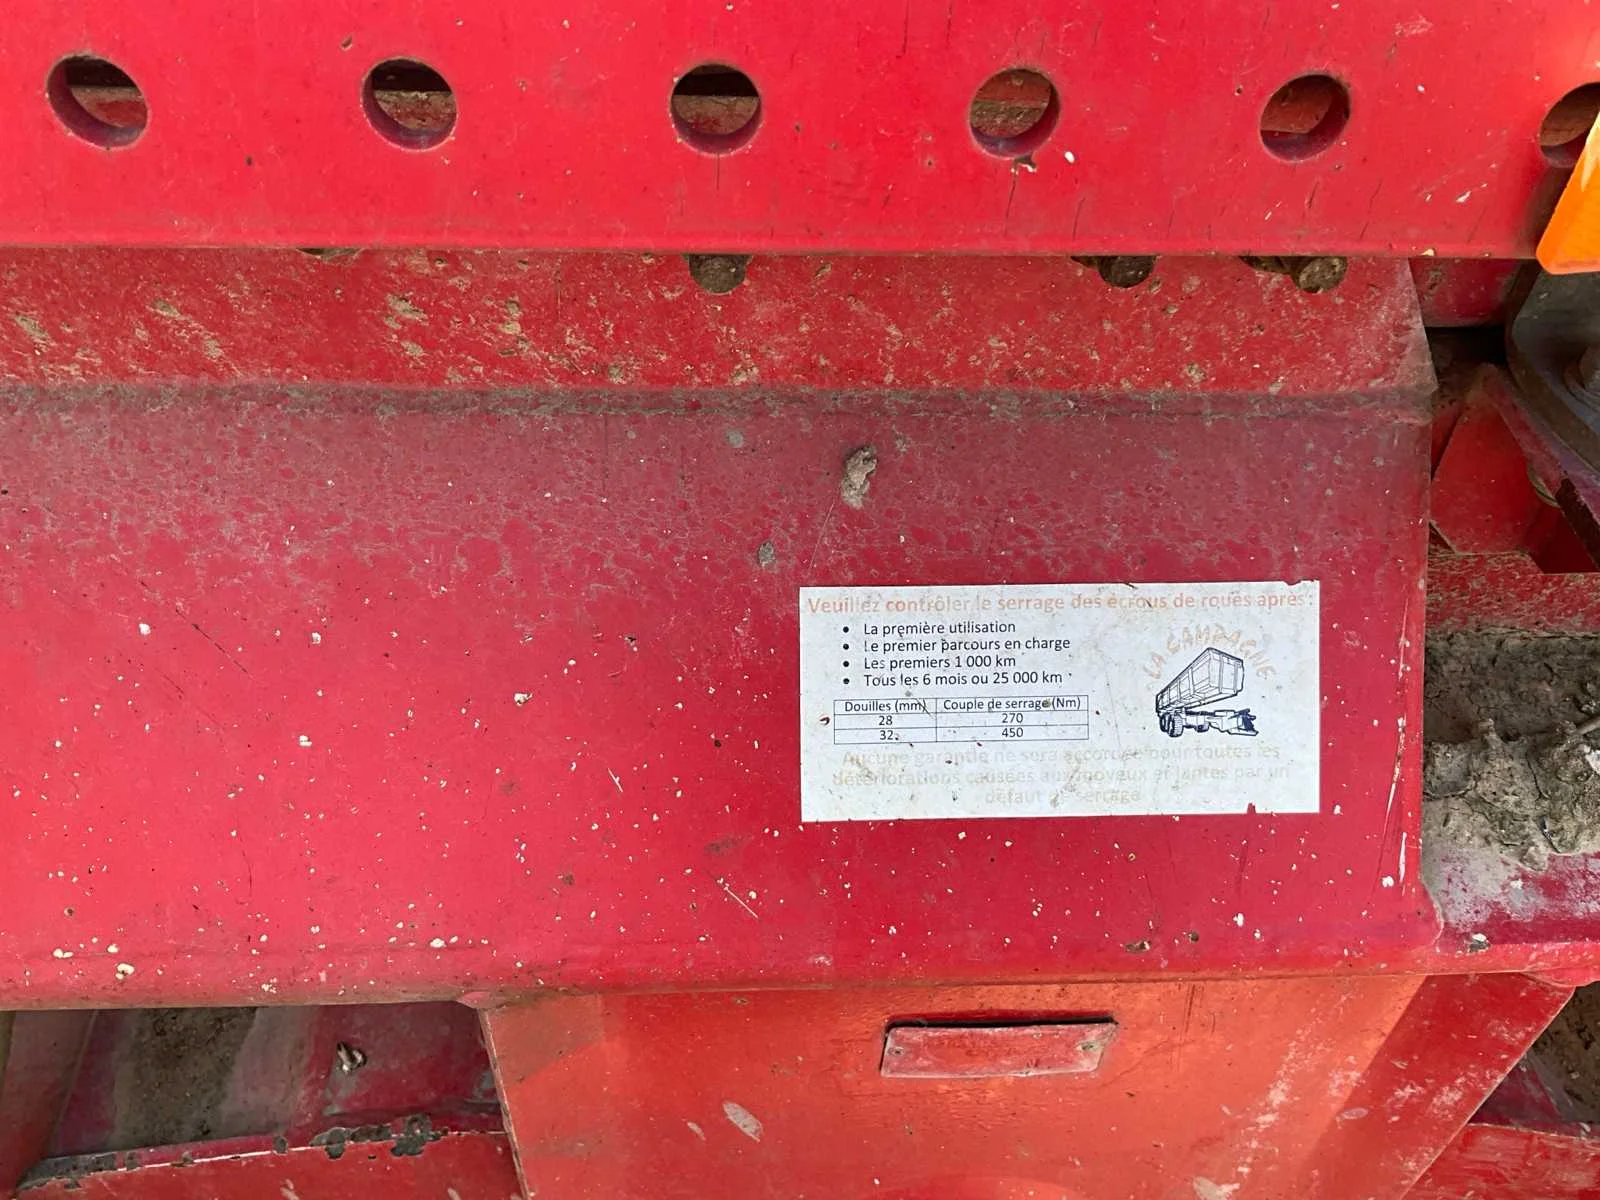 Veuillez contrôler le serrage des écrous de roues après :
• La première utilisation
• Le premier parcours en charge
• Les premiers 1 000 km
• Tous les 6 mois ou 25 000 km
LA CAMPAGNE
Douilles (mm) Couple de serrage (Nm)
28 270
32 450
Aucune garantie ne sera accordée pour toutes les
détériorations causées aux moyeux et jantes par un
défaut de serrage